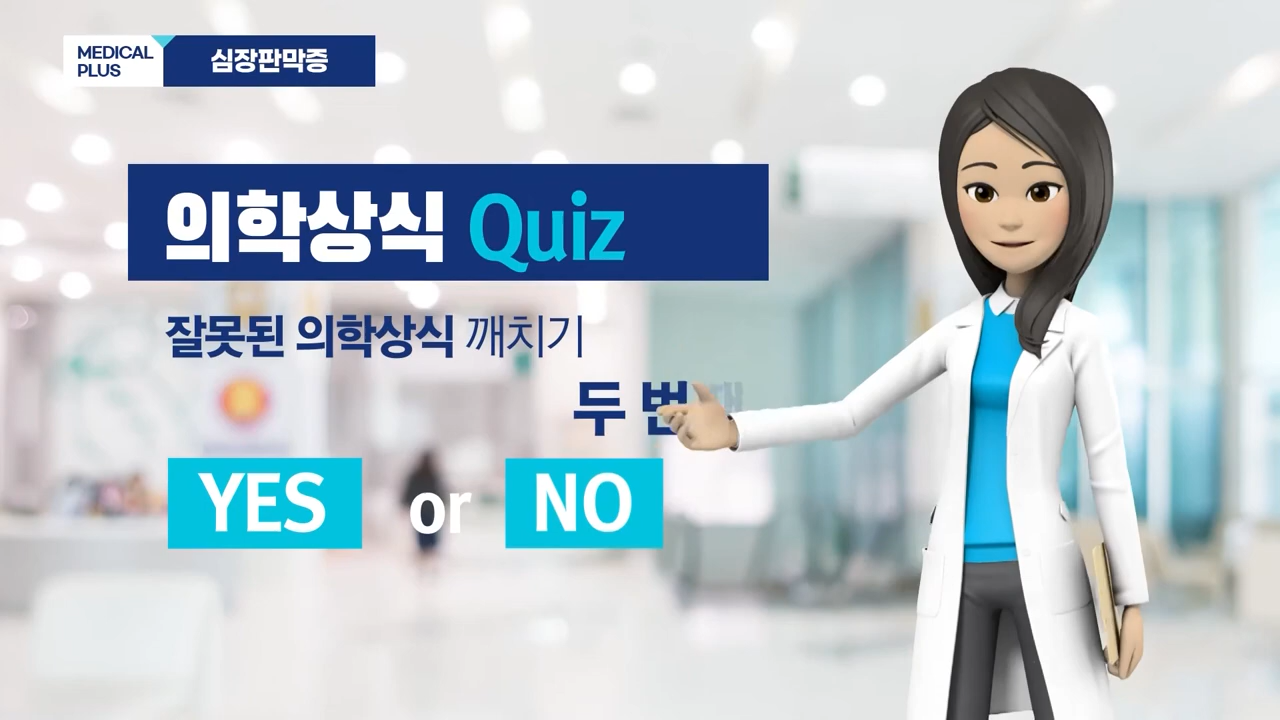 MEDICAL
PLUS
심장판막증
의학상식 Quiz
잘못된 의학상식 깨치기
두 번째
YES or NO